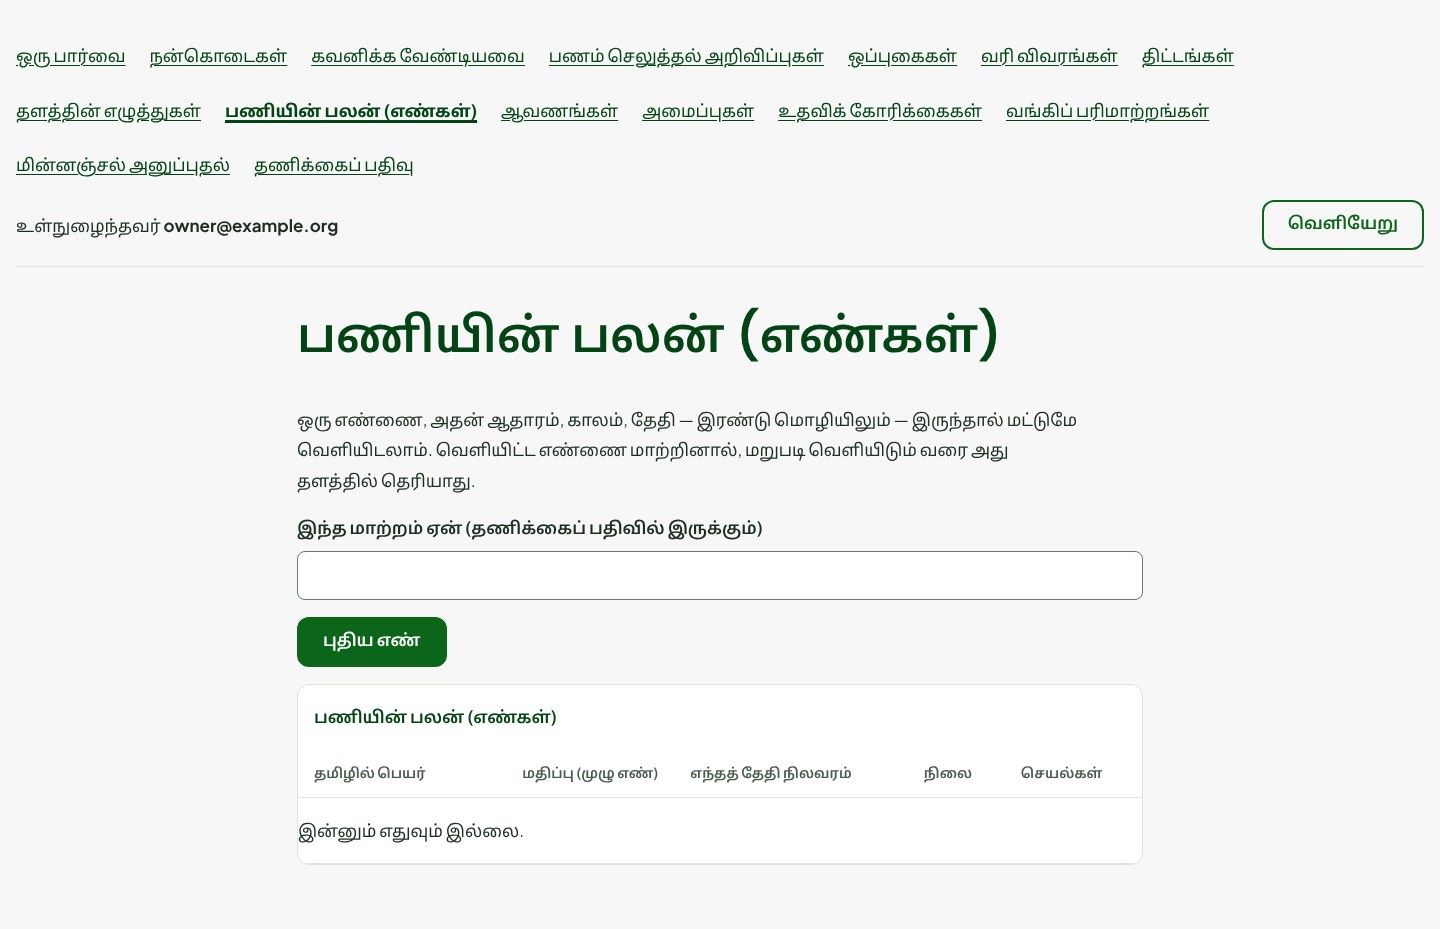 ஒரு பார்வை நன்கொடைகள் கவனிக்க வேண்டியவை பணம் செலுத்தல் அறிவிப்புகள் ஒப்புகைகள் வரி விவரங்கள் திட்டங்கள்
தளத்தின் எழுத்துகள் பணியின் பலன் (எண்கள்) ஆவணங்கள் அமைப்புகள் உதவிக் கோரிக்கைகள் வங்கிப் பரிமாற்றங்கள்
மின்னஞ்சல் அனுப்புதல் தணிக்கைப் பதிவு
உள்நுழைந்தவர் owner@example.org வெளியேறு
பணியின் பலன் (எண்கள்)
ஒரு எண்ணை, அதன் ஆதாரம், காலம், தேதி — இரண்டு மொழியிலும் — இருந்தால் மட்டுமே
வெளியிடலாம். வெளியிட்ட எண்ணை மாற்றினால், மறுபடி வெளியிடும் வரை அது
தளத்தில் தெரியாது.
இந்த மாற்றம் ஏன் (தணிக்கைப் பதிவில் இருக்கும்)
புதிய எண்
பணியின் பலன் (எண்கள்)
தமிழில் பெயர் மதிப்பு (முழு எண்) எந்தத் தேதி நிலவரம் நிலை செயல்கள்
இன்னும் எதுவும் இல்லை.